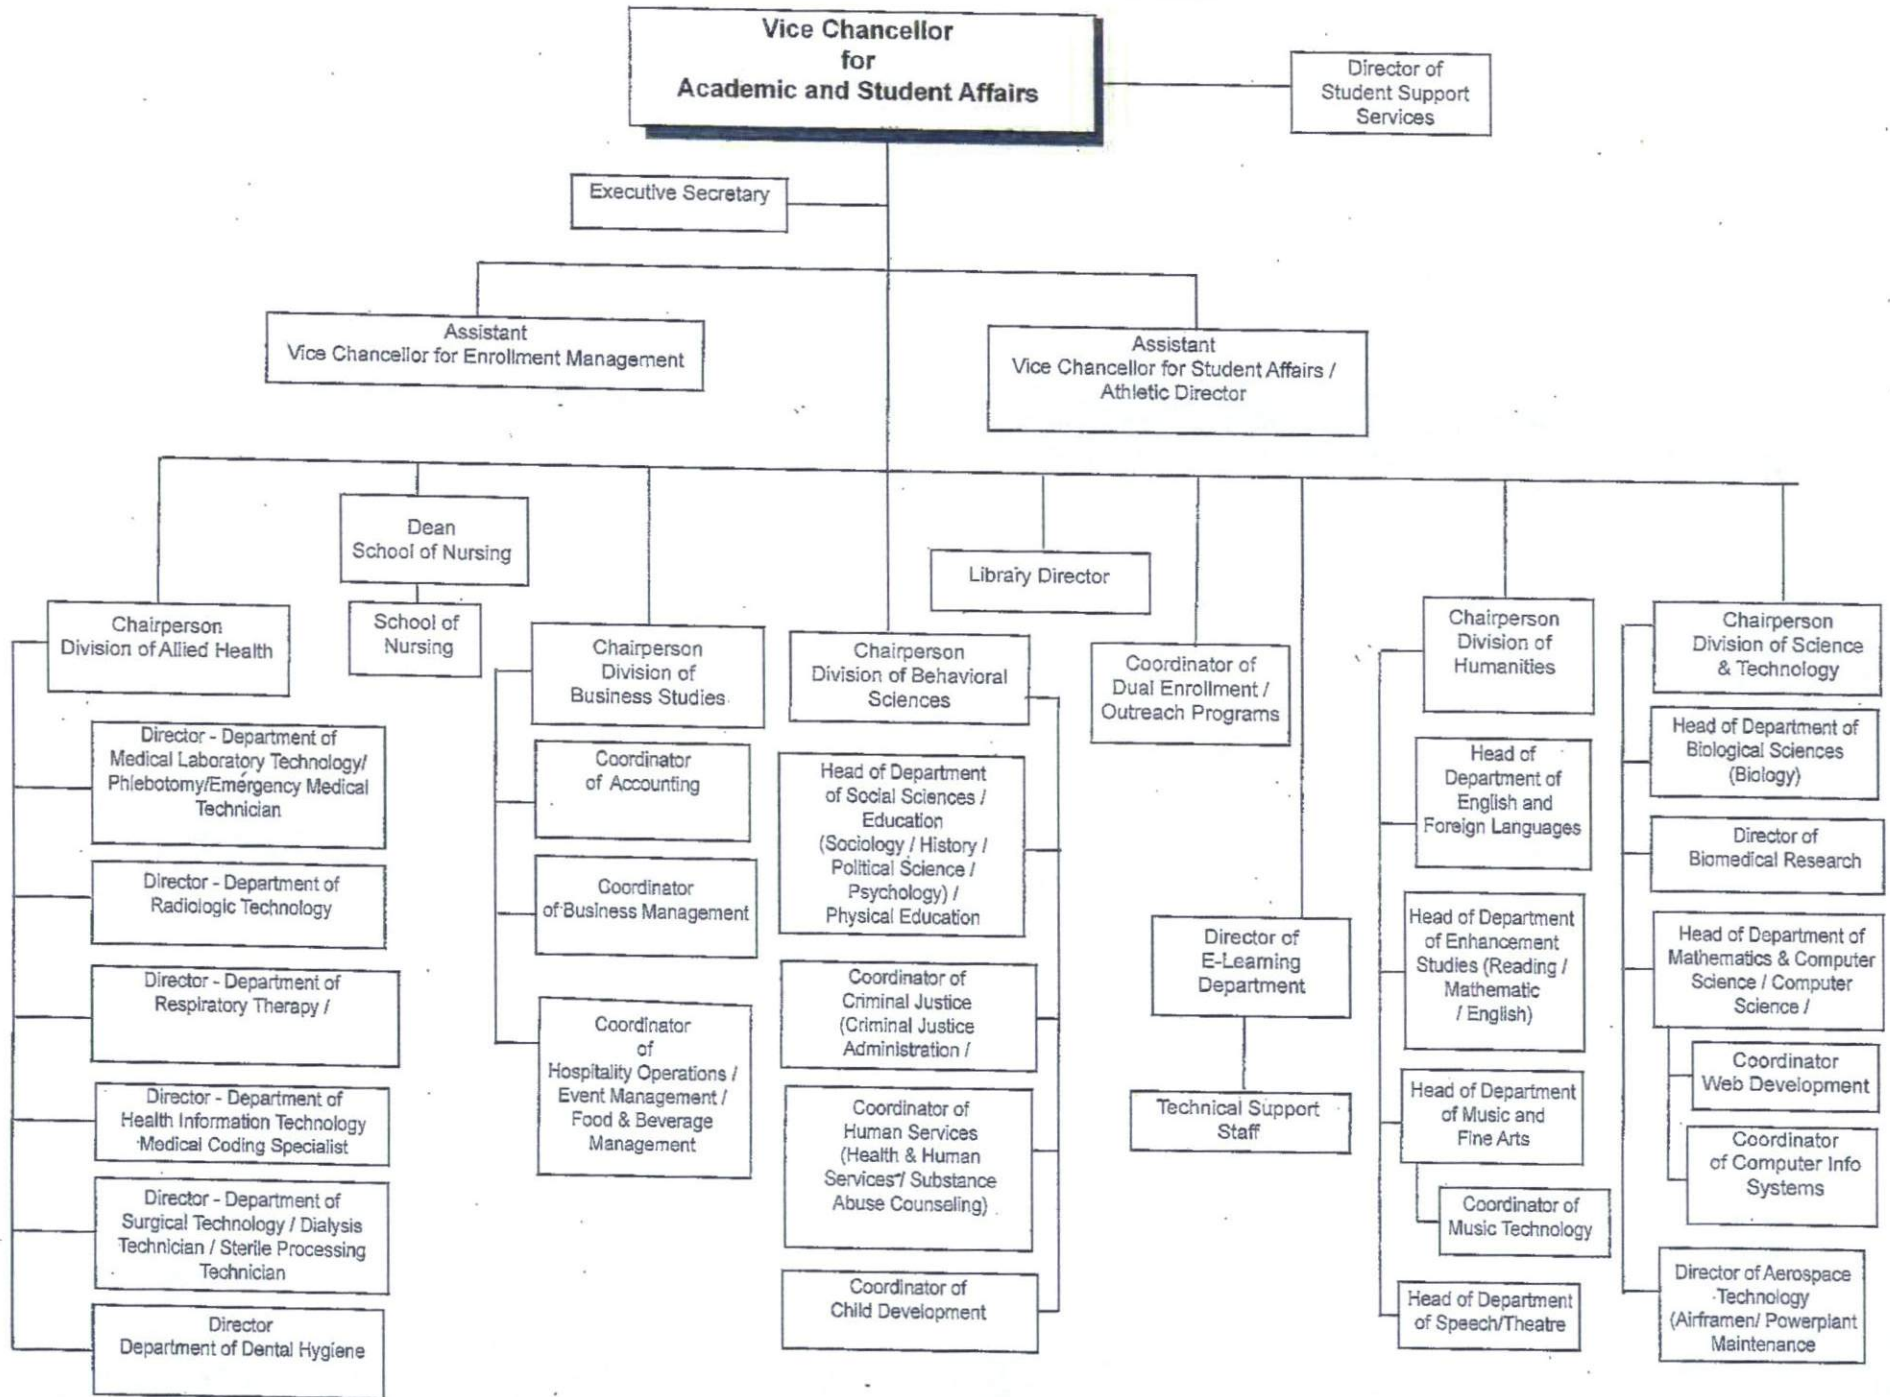 Vice Chancellor
for
Academic and Student Affairs
Director of
Student Support
Services
Executive Secretary
Assistant
Vice Chancellor for Enrollment Management
Assistant
Vice Chancellor for Student Affairs /
Athletic Director
Dean
School of Nursing
School of
Nursing
Library Director
Chairperson
Division of Allied Health
Director - Department of
Medical Laboratory Technology/
Phlebotomy/Emergency Medical
Technician
Director - Department of
Radiologic Technology
Director - Department of
Respiratory Therapy /
Director - Department of
Health Information Technology
Medical Coding Specialist
Director - Department of
Surgical Technology / Dialysis
Technician / Sterile Processing
Technician
Director
Department of Dental Hygiene
Chairperson
Division of
Business Studies
Coordinator
of Accounting
Coordinator
of Business Management
Coordinator
of
Hospitality Operations /
Event Management /
Food & Beverage
Management
Chairperson
Division of Behavioral
Sciences
Head of Department
of Social Sciences /
Education
(Sociology / History /
Political Science /
Psychology) /
Physical Education
Coordinator of
Criminal Justice
(Criminal Justice
Administration /
Coordinator of
Human Services
(Health & Human
Services / Substance
Abuse Counseling)
Coordinator of
Child Development
Coordinator of
Dual Enrollment /
Outreach Programs
Director of
E-Learning
Department
Technical Support
Staff
Chairperson
Division of
Humanities
Head of
Department of
English and
Foreign Languages
Head of Department
of Enhancement
Studies (Reading /
Mathematic
/ English)
Head of Department
of Music and
Fine Arts
Coordinator of
Music Technology
Head of Department
of Speech/Theatre
Chairperson
Division of Science
& Technology
Head of Department of
Biological Sciences
(Biology)
Director of
Biomedical Research
Head of Department of
Mathematics & Computer
Science / Computer
Science /
Coordinator
Web Development
Coordinator
of Computer Info
Systems
Director of Aerospace
Technology
(Airframen/ Powerplant
Maintenance